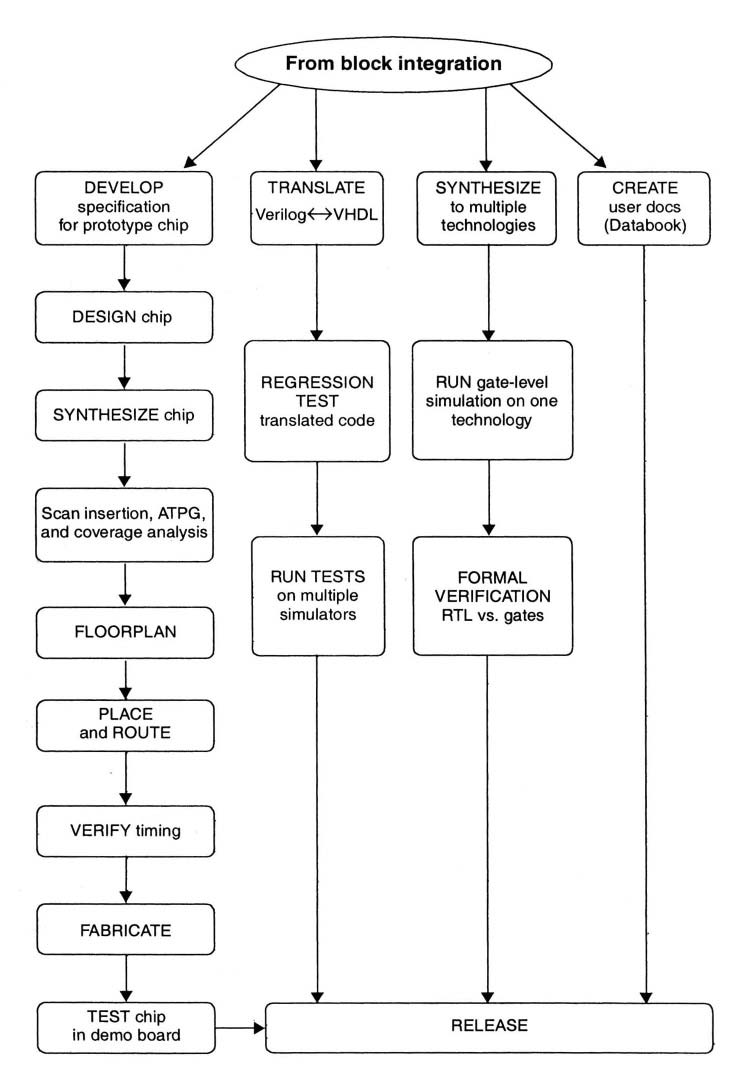 From block integration
DEVELOP
specification
for prototype chip
TRANSLATE
Verilog↔VHDL
SYNTHESIZE
to multiple
technologies
CREATE
user docs
(Databook)
DESIGN chip
SYNTHESIZE chip
REGRESSION
TEST
translated code
RUN gate-level
simulation on one
technology
Scan insertion, ATPG,
and coverage analysis
RUN TESTS
on multiple
simulators
FORMAL
VERIFICATION
RTL vs. gates
FLOORPLAN
PLACE
and ROUTE
VERIFY timing
FABRICATE
TEST chip
in demo board
RELEASE